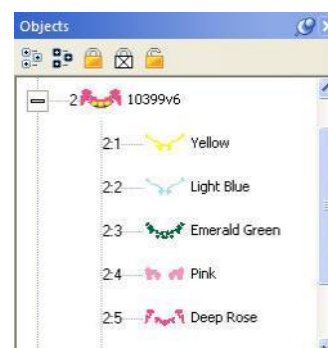 Objects
2 10399v6
2:1 Yellow
2:2 Light Blue
2:3 Emerald Green
2:4 Pink
2:5 Deep Rose